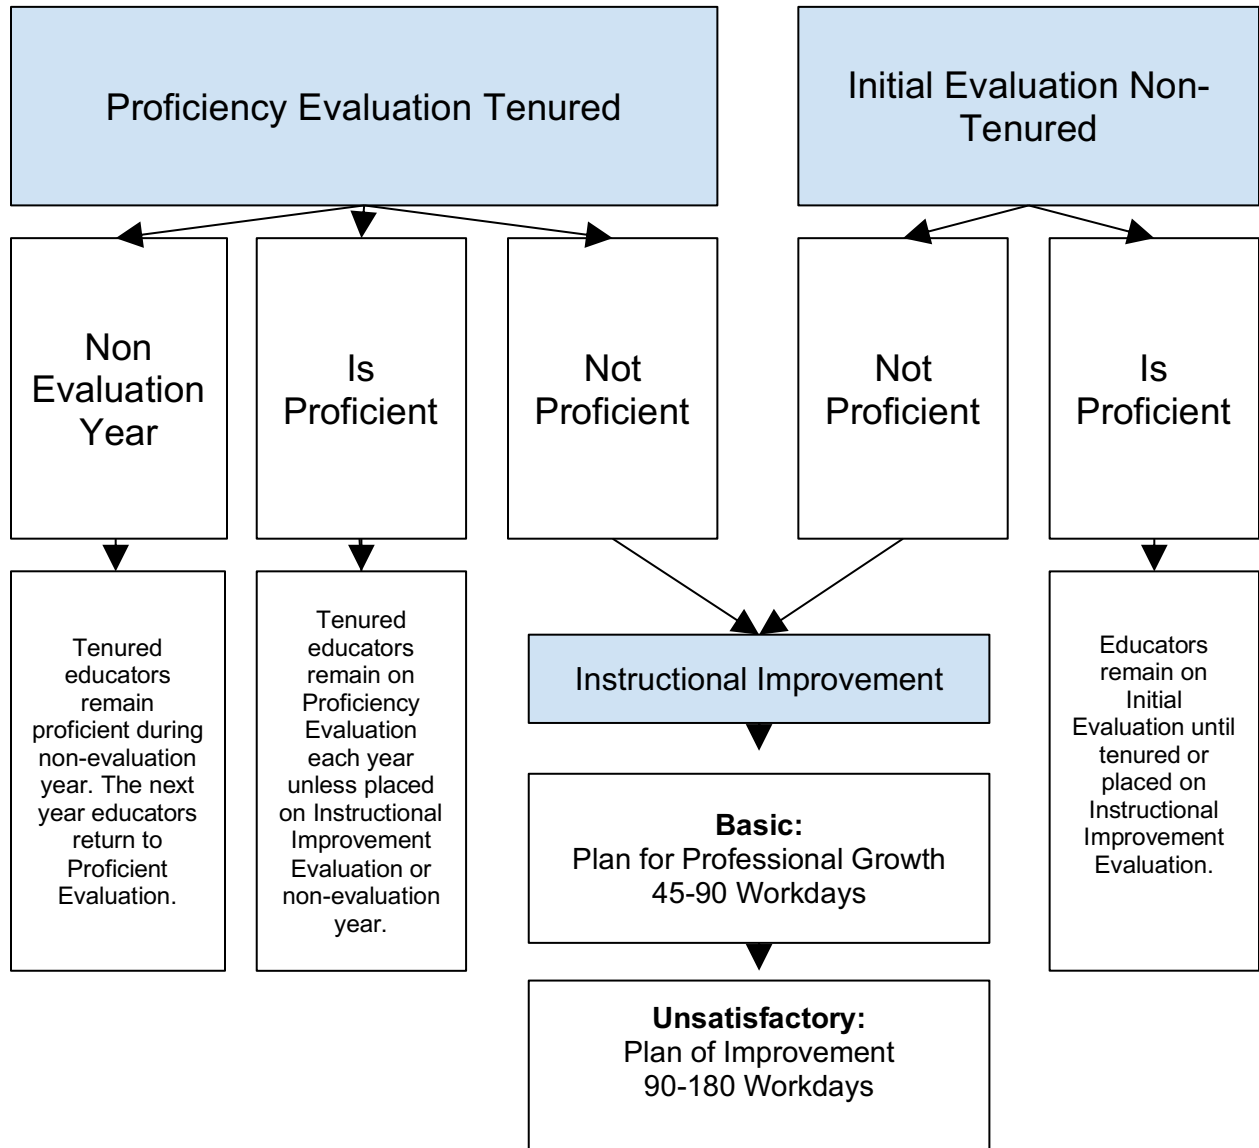 Proficiency Evaluation Tenured
Initial Evaluation Non-
Tenured
Non
Evaluation
Year
Is
Proficient
Not
Proficient
Not
Proficient
Is
Proficient
Tenured
educators
remain
proficient during
non-evaluation
year. The next
year educators
return to
Proficient
Evaluation.
Tenured
educators
remain on
Proficiency
Evaluation
each year
unless placed
on Instructional
Improvement
Evaluation or
non-evaluation
year.
Instructional Improvement
Basic:
Plan for Professional Growth
45-90 Workdays
Unsatisfactory:
Plan of Improvement
90-180 Workdays
Educators
remain on
Initial
Evaluation until
tenured or
placed on
Instructional
Improvement
Evaluation.